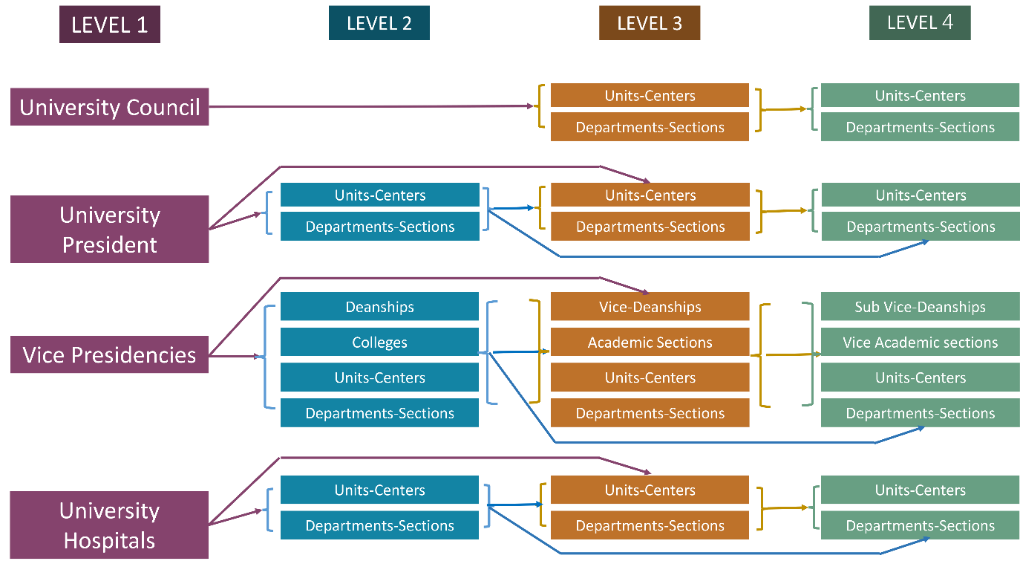 LEVEL 1
LEVEL 2
LEVEL 3
LEVEL 4
University Council
Units-Centers
Departments-Sections
Units-Centers
Departments-Sections
University
President
Units-Centers
Departments-Sections
Units-Centers
Departments-Sections
Units-Centers
Departments-Sections
Vice Presidencies
Deanships
Colleges
Units-Centers
Departments-Sections
Vice-Deanships
Academic Sections
Units-Centers
Departments-Sections
Sub Vice-Deanships
Vice Academic sections
Units-Centers
Departments-Sections
University
Hospitals
Units-Centers
Departments-Sections
Units-Centers
Departments-Sections
Units-Centers
Departments-Sections